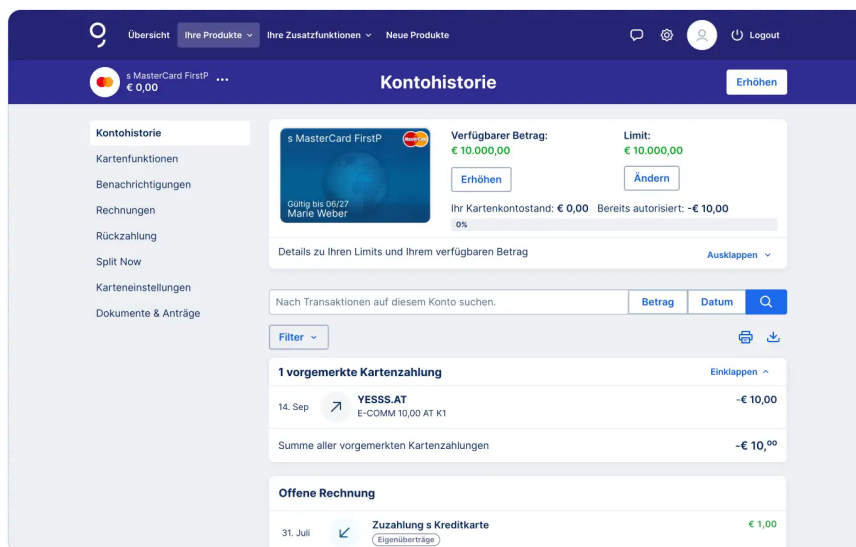 Übersicht
Ihre Produkte
Ihre Zusatzfunktionen
Neue Produkte
Logout
s MasterCard FirstP
€ 0,00
Kontohistorie
Erhöhen
Kontohistorie
Kartenfunktionen
Benachrichtigungen
Rechnungen
Rückzahlung
Split Now
Karteneinstellungen
Dokumente & Anträge
s MasterCard FirstP
MasterCard
Gültig bis 06/27
Marie Weber
Verfügbarer Betrag:
€ 10.000,00
Erhöhen
Limit:
€ 10.000,00
Ändern
Ihr Kartenkontostand: € 0,00 Bereits autorisiert: -€ 10,00
0%
Details zu Ihren Limits und Ihrem verfügbaren Betrag
Ausklappen
Nach Transaktionen auf diesem Konto suchen.
Betrag
Datum
Filter
1 vorgemerkte Kartenzahlung
Einklappen
14. Sep
YESSS.AT
E-COMM 10,00 AT K1
-€ 10,00
Summe aller vorgemerkten Kartenzahlungen
-€ 10,⁰⁰
Offene Rechnung
31. Juli
Zuzahlung s Kreditkarte
Eigenüberträge
€ 1,00